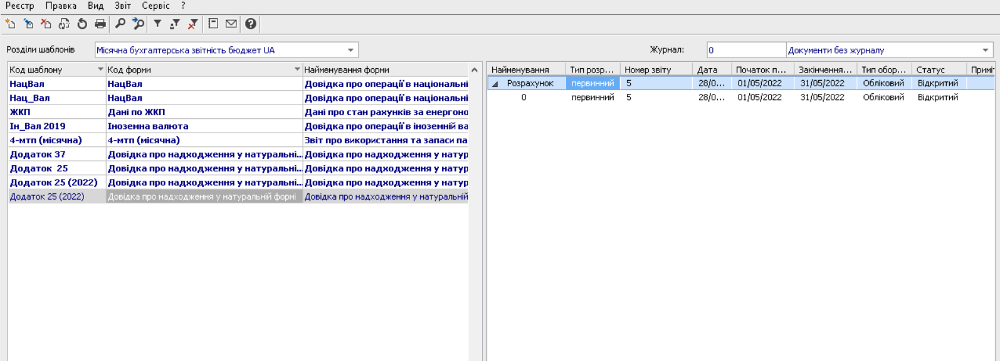 Реєстр Правка Вид Звіт Сервіс ?
Розділи шаблонів Місячна бухгалтерська звітність бюджет UA Журнал: 0 Документи без журналу
Код шаблону Код форми Найменування форми
НацВал НацВал Довідка про операції в національні
Нац_Вал НацВал Довідка про операції в національні
ЖКП Дані по ЖКП Дані про стан рахунків за енергоно
Ін_Вал 2019 Іноземна валюта Довідка про операції в іноземній ва
4-мтп (місячна) 4-мтп (місячна) Звіт про використання та запаси па
Додаток 37 Довідка про надходження у натуральні... Довідка про надходження у натур
Додаток 25 Довідка про надходження у натуральні... Довідка про надходження у натур
Додаток 25 (2022) Довідка про надходження у натуральні... Довідка про надходження у натур
Додаток 25 (2022) Довідка про надходження у натуральній формі Довідка про надходження у натуральній
Найменування Тип розр... Номер звіту Дата Початок п... Закінчення... Тип обор... Статус Приміт
Розрахунок первинний 5 28/0... 01/05/2022 31/05/2022 Обліковий Відкритий
0 первинний 5 28/0... 01/05/2022 31/05/2022 Обліковий Відкритий